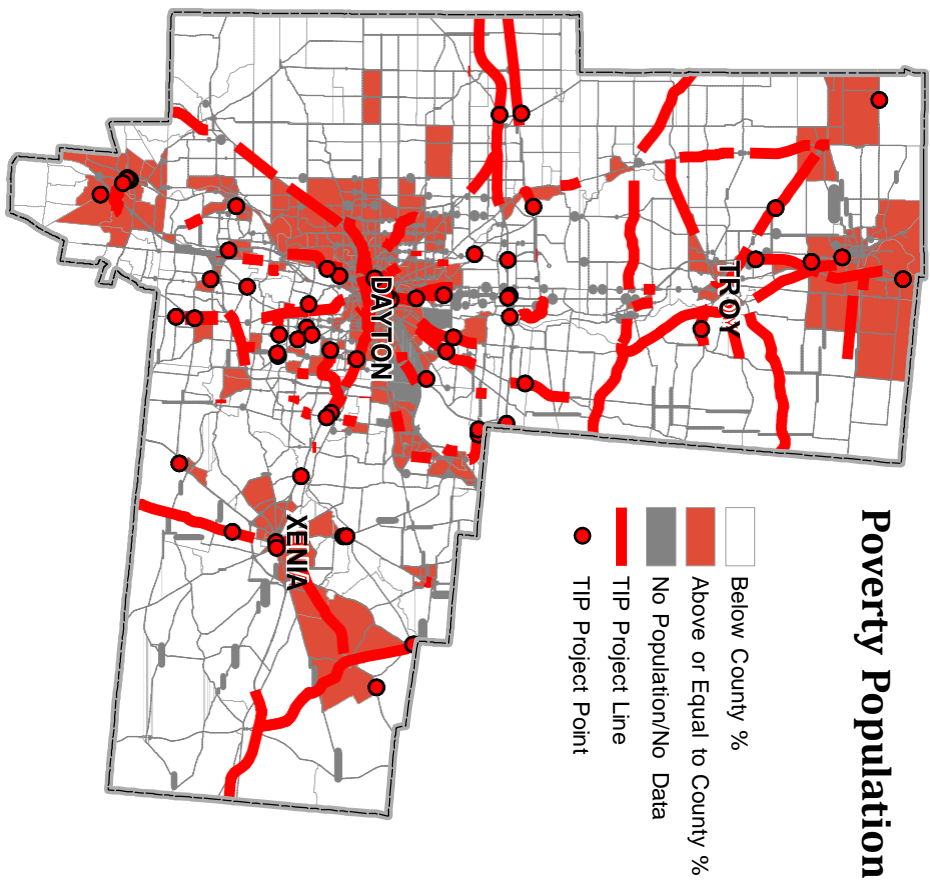 Poverty Population
Below County %
Above or Equal to County %
No Population/No Data
TIP Project Line
TIP Project Point
TROY
DAYTON
XENIA